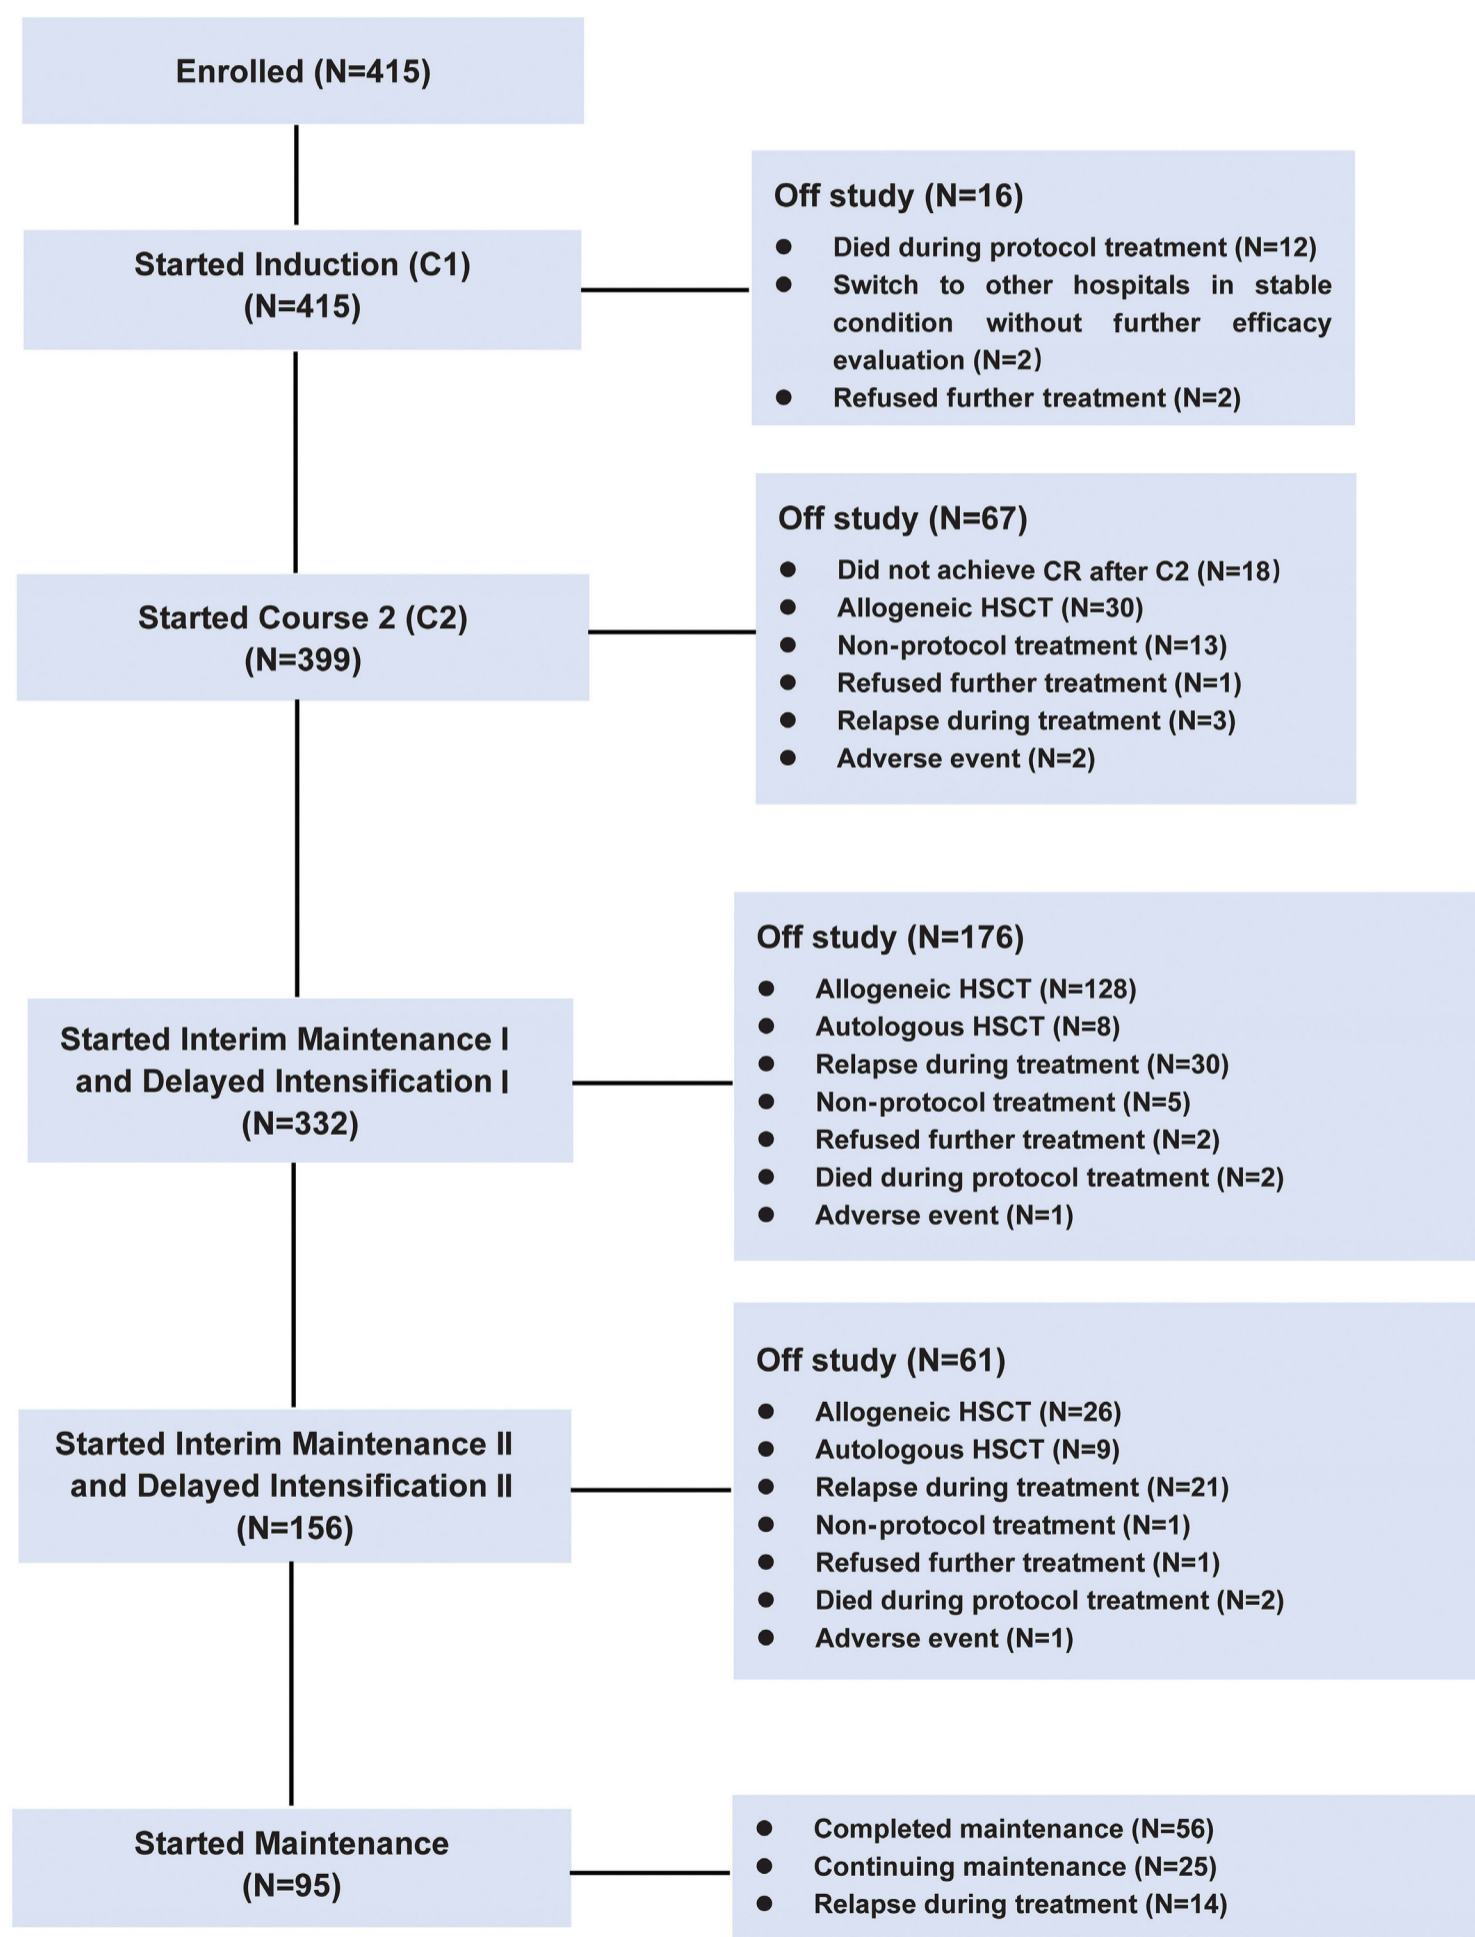 Enrolled (N=415)
Started Induction (C1)
(N=415)
Off study (N=16)
● Died during protocol treatment (N=12)
● Switch to other hospitals in stable
condition without further efficacy
evaluation (N=2)
● Refused further treatment (N=2)
Started Course 2 (C2)
(N=399)
Off study (N=67)
● Did not achieve CR after C2 (N=18)
● Allogeneic HSCT (N=30)
● Non-protocol treatment (N=13)
● Refused further treatment (N=1)
● Relapse during treatment (N=3)
● Adverse event (N=2)
Started Interim Maintenance I
and Delayed Intensification I
(N=332)
Off study (N=176)
● Allogeneic HSCT (N=128)
● Autologous HSCT (N=8)
● Relapse during treatment (N=30)
● Non-protocol treatment (N=5)
● Refused further treatment (N=2)
● Died during protocol treatment (N=2)
● Adverse event (N=1)
Started Interim Maintenance II
and Delayed Intensification II
(N=156)
Off study (N=61)
● Allogeneic HSCT (N=26)
● Autologous HSCT (N=9)
● Relapse during treatment (N=21)
● Non-protocol treatment (N=1)
● Refused further treatment (N=1)
● Died during protocol treatment (N=2)
● Adverse event (N=1)
Started Maintenance
(N=95)
● Completed maintenance (N=56)
● Continuing maintenance (N=25)
● Relapse during treatment (N=14)